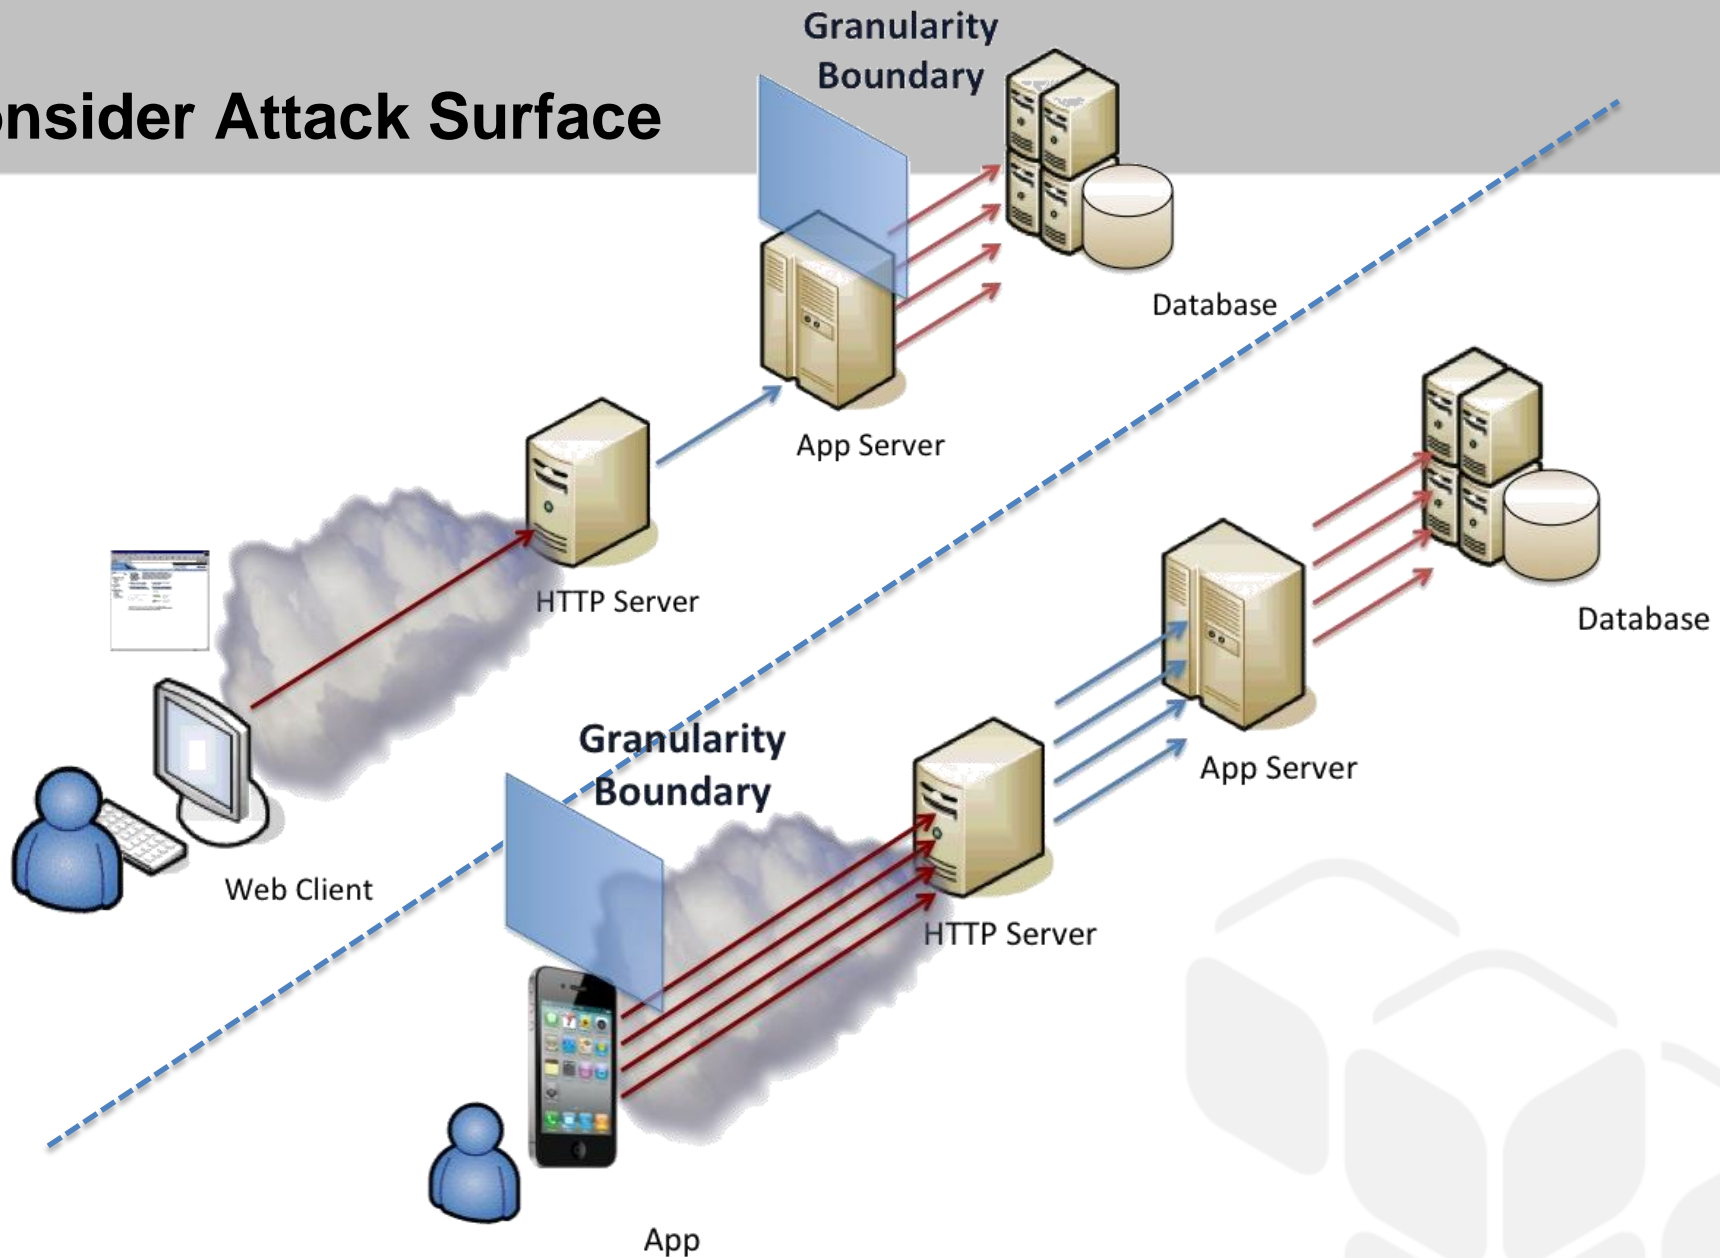 Granularity
Boundary
onsider Attack Surface
Database
App Server
HTTP Server
Database
Granularity
Boundary
App Server
Web Client
HTTP Server
App